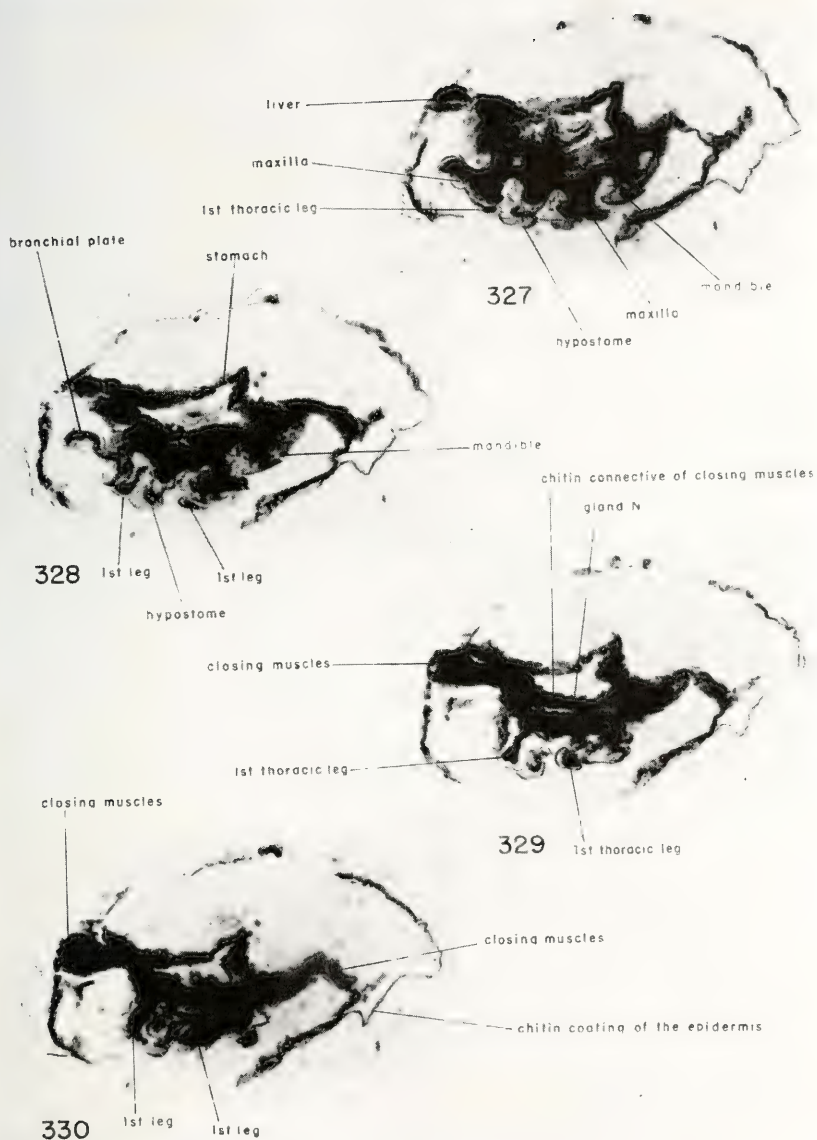 liver
maxilla
1st thoracic leg
mandible
327
maxilla
hypostome
bronchial plate
stomach
mandible
328
1st leg
1st leg
hypostome
chitin connective of closing muscles
gland N
closing muscles
1st thoracic leg
329
1st thoracic leg
closing muscles
closing muscles
chitin coating of the epidermis
330
1st leg
1st leg